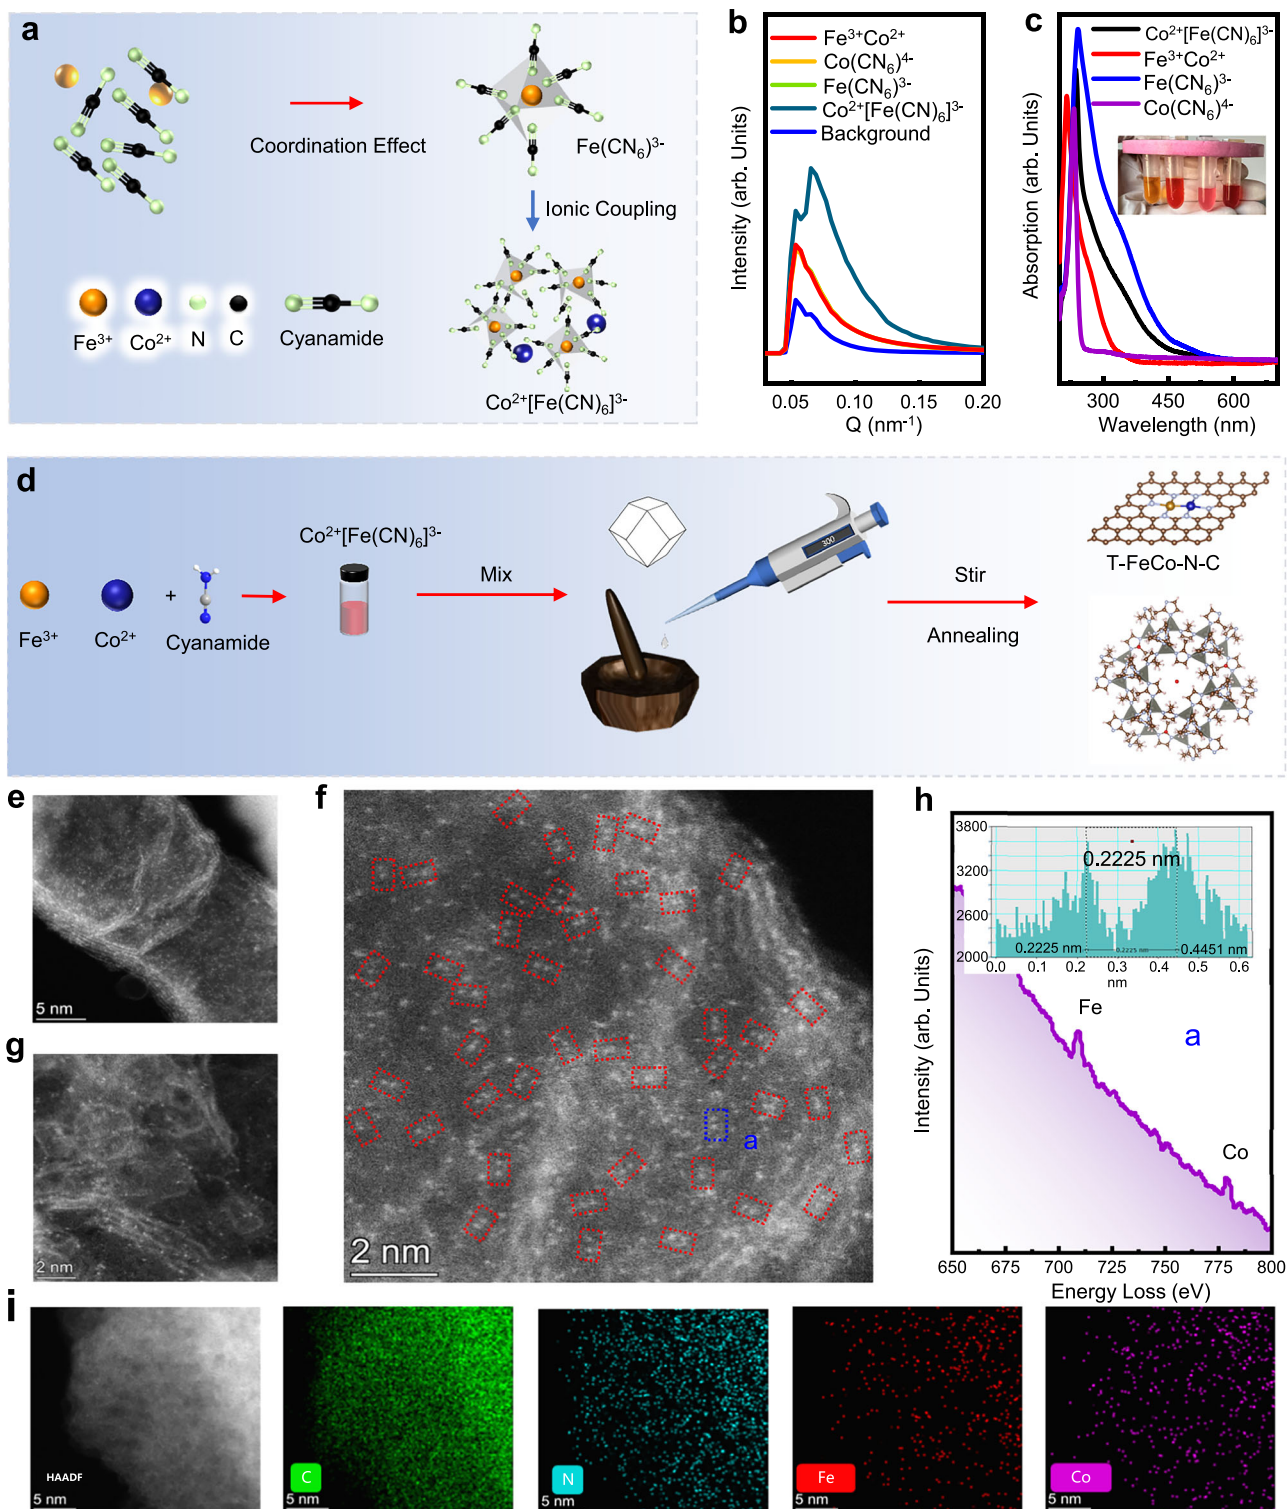 a
Coordination Effect
Fe(CN₆)³⁻
Ionic Coupling
Fe³⁺
Co²⁺
N
C
Cyanamide
Co²⁺[Fe(CN)₆]³⁻
b
Fe³⁺Co²⁺
Co(CN₆)⁴⁻
Fe(CN₆)³⁻
Co²⁺[Fe(CN)₆]³⁻
Background
Intensity (arb. Units)
0.05 0.10 0.15 0.20
Q (nm⁻¹)
c
Co²⁺[Fe(CN)₆]³⁻
Fe³⁺Co²⁺
Fe(CN₆)³⁻
Co(CN₆)⁴⁻
Absorption (arb. Units)
300 450 600
Wavelength (nm)
d
Fe³⁺
Co²⁺
+
Cyanamide
Co²⁺[Fe(CN)₆]³⁻
Mix
300
Stir
Annealing
T-FeCo-N-C
e
5 nm
f
a
2 nm
g
2 nm
h
3800
3200
2600
2000
0.2225 nm
0.2225 nm
0.2225 nm
0.4451 nm
0.0 0.1 0.2 0.3 0.4 0.5 0.6
nm
Fe
a
Co
Intensity (arb. Units)
650 675 700 725 750 775 800
Energy Loss (eV)
i
HAADF
5 nm
C
5 nm
N
5 nm
Fe
5 nm
Co
5 nm